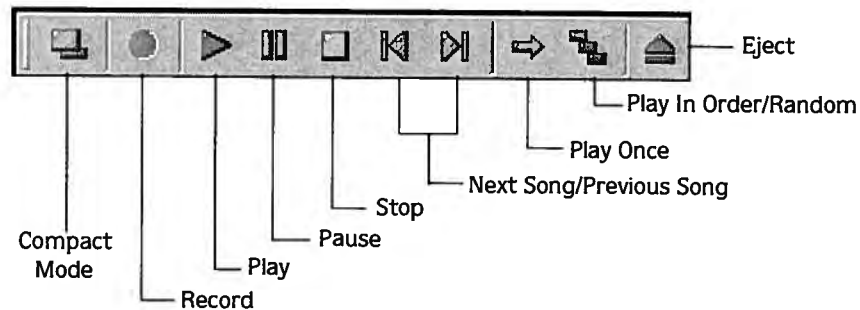 Eject
Play In Order/Random
Play Once
Next Song/Previous Song
Stop
Pause
Compact
Mode
Play
Record